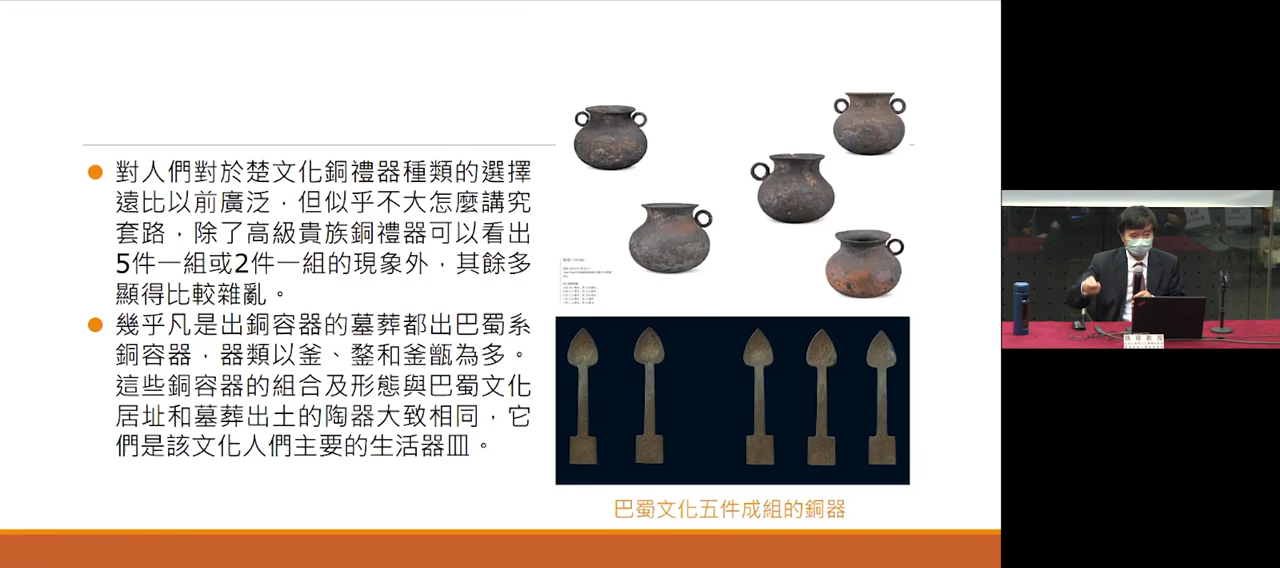 對人們對於楚文化銅禮器種類的選擇
遠比以前廣泛，但似乎不大怎麼講究
套路，除了高級貴族銅禮器可以看出
5件一組或2件一組的現象外，其餘多
顯得比較雜亂。
幾乎凡是出銅容器的墓葬都出巴蜀系
銅容器，器類以釜、鍪和釜甑為多。
這些銅容器的組合及形態與巴蜀文化
居址和墓葬出土的陶器大致相同，它
們是該文化人們主要的生活器皿。
巴蜀文化五件成組的銅器